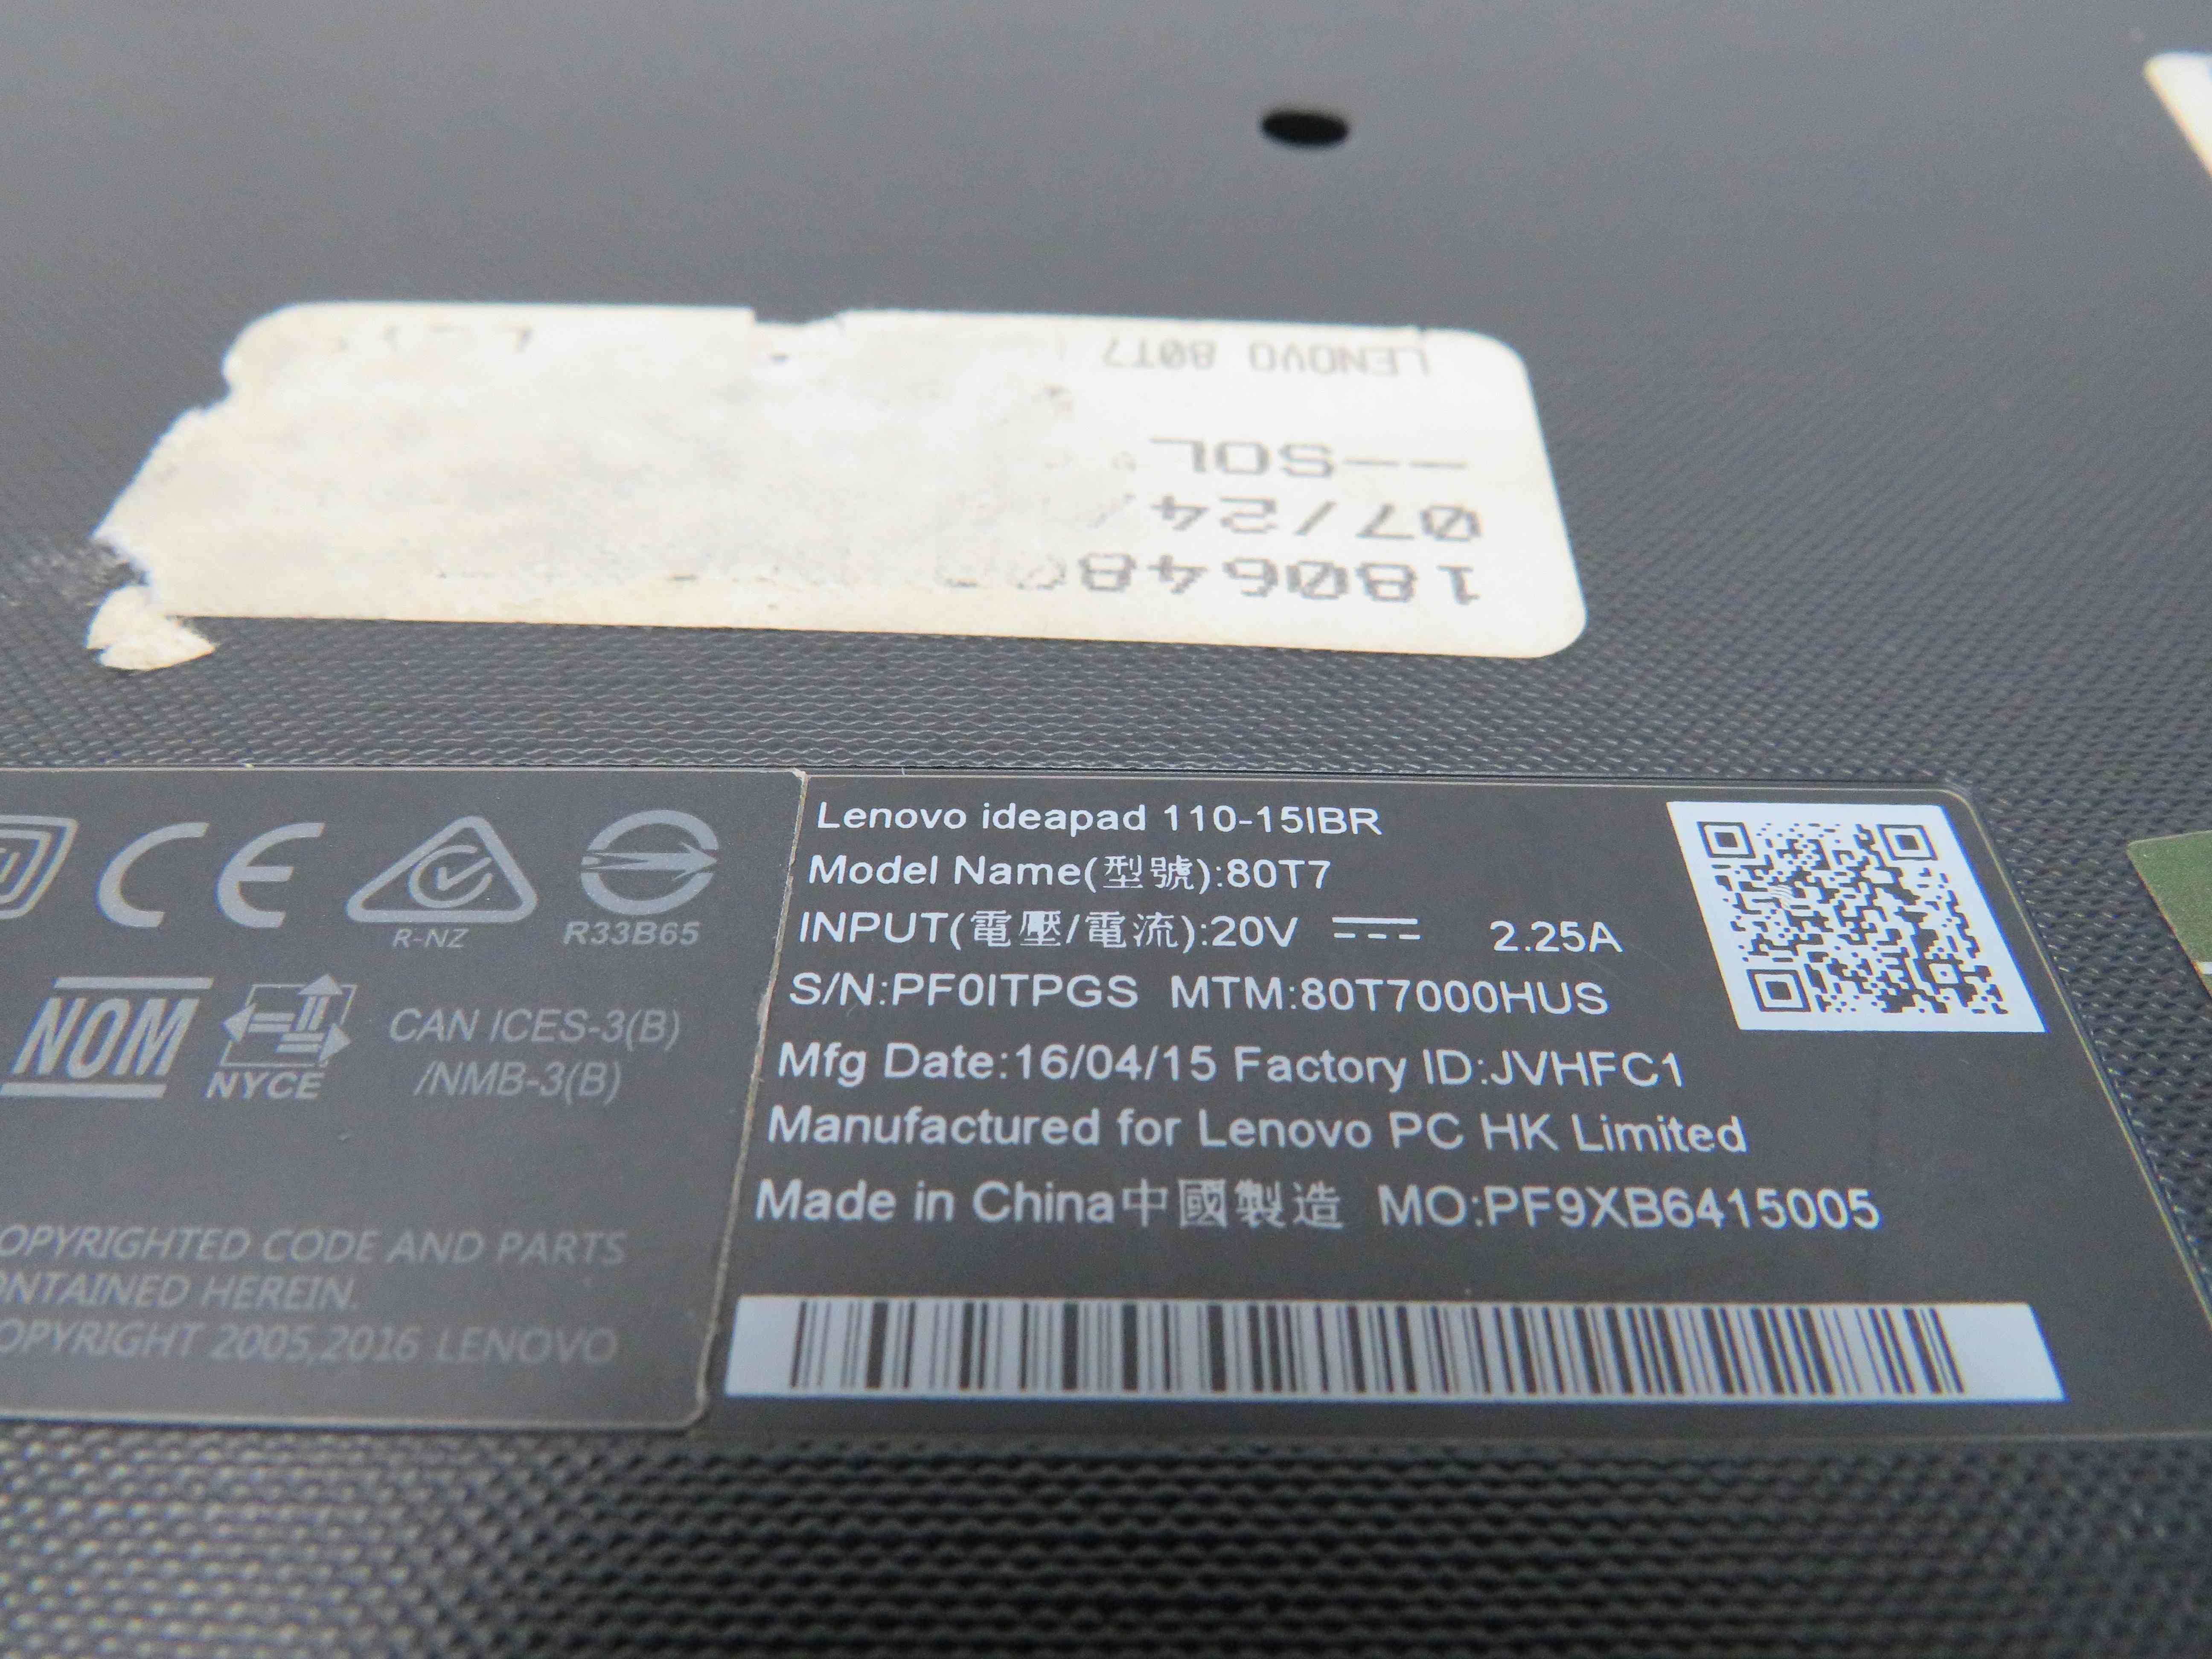 LENOVO 80T7
--SOL
07/24/
180648
CE
R-NZ
R33B65
NOM
NYCE
CAN ICES-3(B)
/NMB-3(B)
COPYRIGHTED CODE AND PARTS
CONTAINED HEREIN.
COPYRIGHT 2005,2016 LENOVO
Lenovo ideapad 110-15IBR
Model Name(型號):80T7
INPUT(電壓/電流):20V ⎓ 2.25A
S/N:PF0ITPGS MTM:80T7000HUS
Mfg Date:16/04/15 Factory ID:JVHFC1
Manufactured for Lenovo PC HK Limited
Made in China中國製造 MO:PF9XB6415005